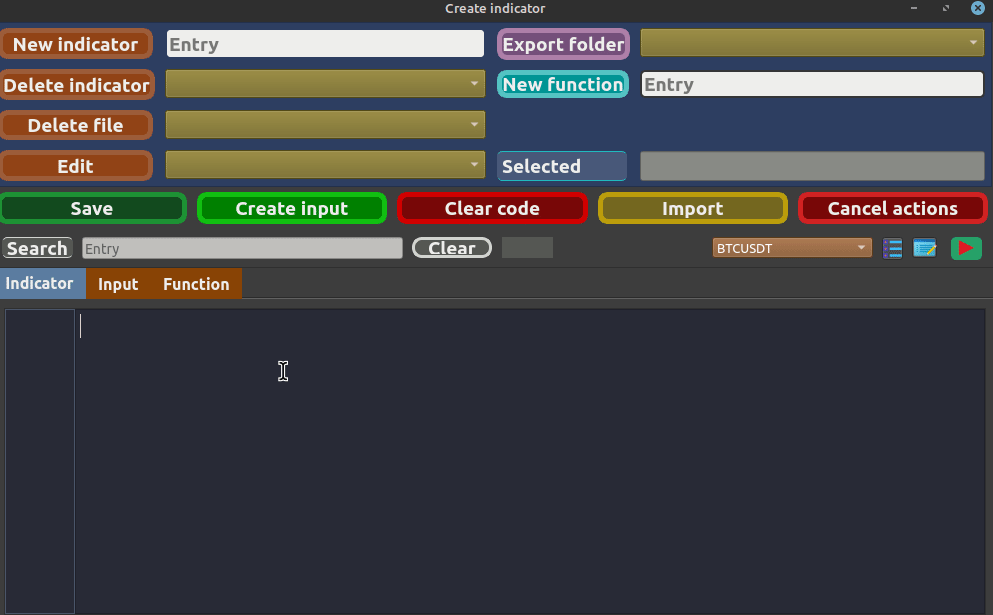 Create indicator
New indicator Entry Export folder
Delete indicator New function Entry
Delete file
Edit Selected
Save Create input Clear code Import Cancel actions
Search Entry Clear BTCUSDT
Indicator Input Function